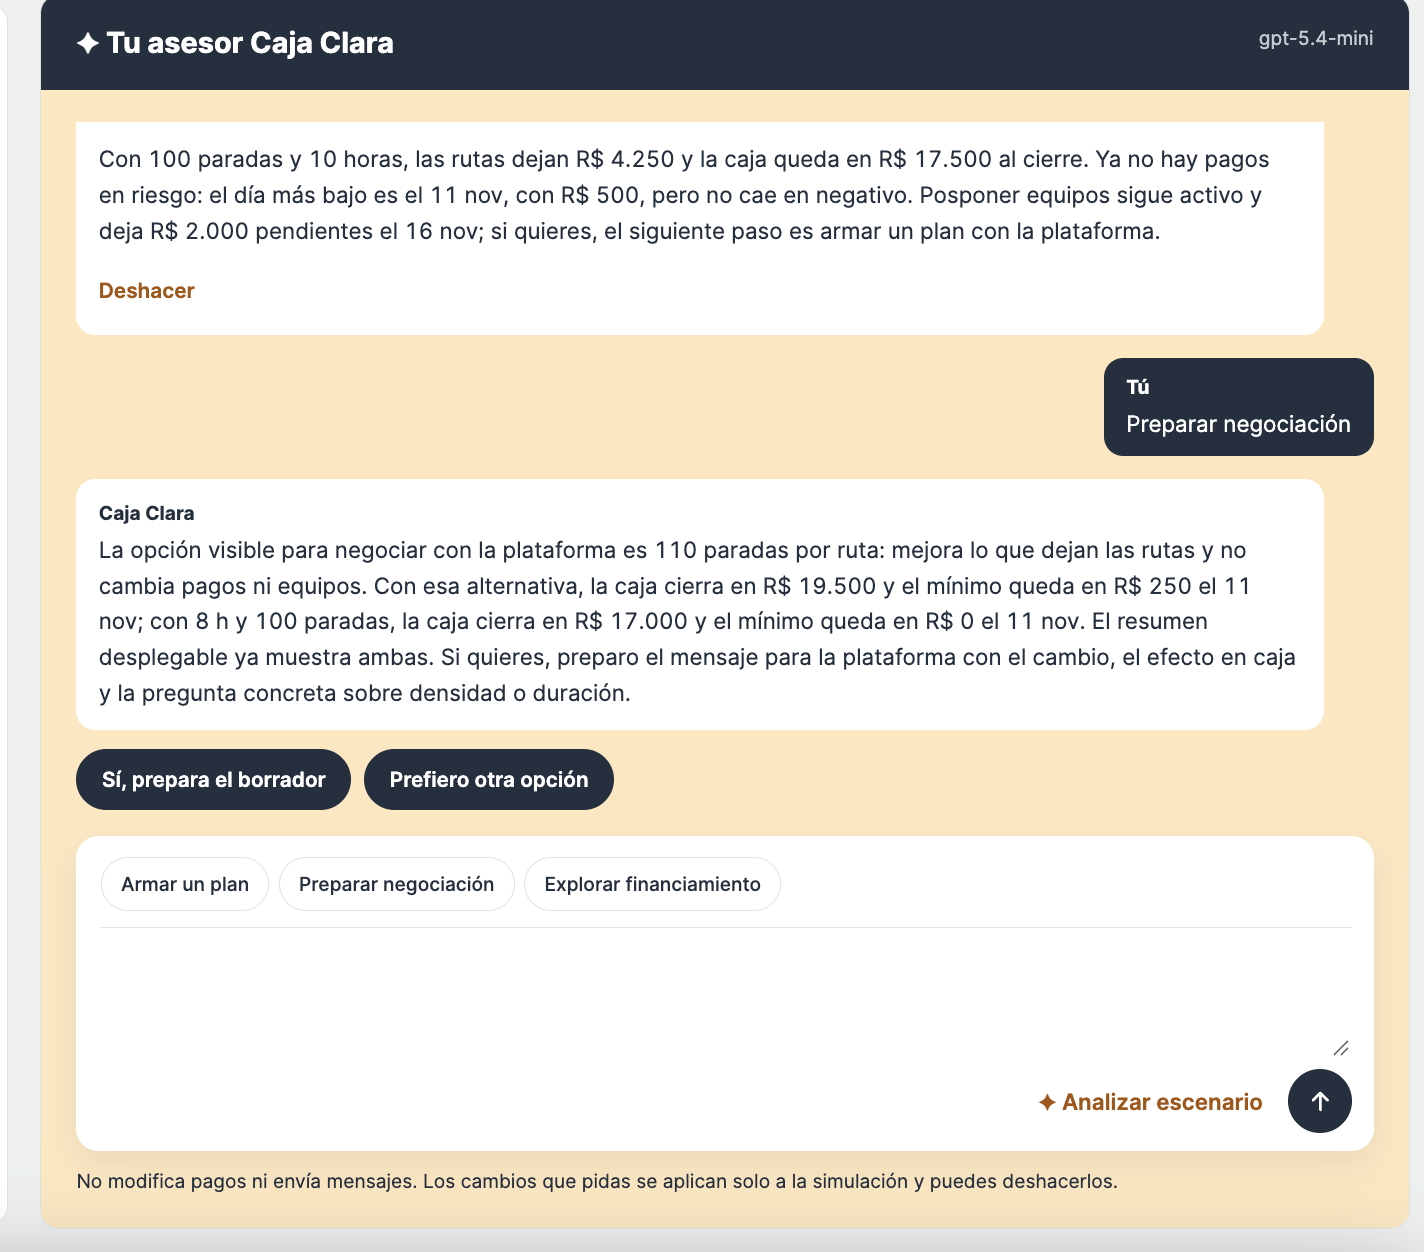 ✦ Tu asesor Caja Clara
gpt-5.4-mini
Con 100 paradas y 10 horas, las rutas dejan R$ 4.250 y la caja queda en R$ 17.500 al cierre. Ya no hay pagos
en riesgo: el día más bajo es el 11 nov, con R$ 500, pero no cae en negativo. Posponer equipos sigue activo y
deja R$ 2.000 pendientes el 16 nov; si quieres, el siguiente paso es armar un plan con la plataforma.
Deshacer
Tú
Preparar negociación
Caja Clara
La opción visible para negociar con la plataforma es 110 paradas por ruta: mejora lo que dejan las rutas y no
cambia pagos ni equipos. Con esa alternativa, la caja cierra en R$ 19.500 y el mínimo queda en R$ 250 el 11
nov; con 8 h y 100 paradas, la caja cierra en R$ 17.000 y el mínimo queda en R$ 0 el 11 nov. El resumen
desplegable ya muestra ambas. Si quieres, preparo el mensaje para la plataforma con el cambio, el efecto en caja
y la pregunta concreta sobre densidad o duración.
Sí, prepara el borrador
Prefiero otra opción
Armar un plan
Preparar negociación
Explorar financiamiento
✦ Analizar escenario
No modifica pagos ni envía mensajes. Los cambios que pidas se aplican solo a la simulación y puedes deshacerlos.